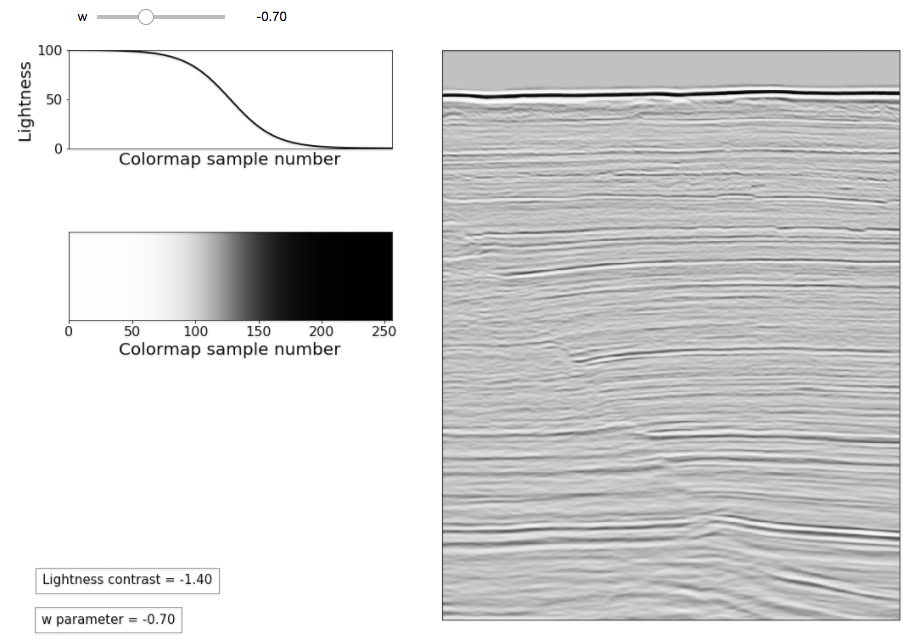 w -0.70
100
50
0
Lightness
Colormap sample number
0 50 100 150 200 250
Colormap sample number
Lightness contrast = -1.40
w parameter = -0.70